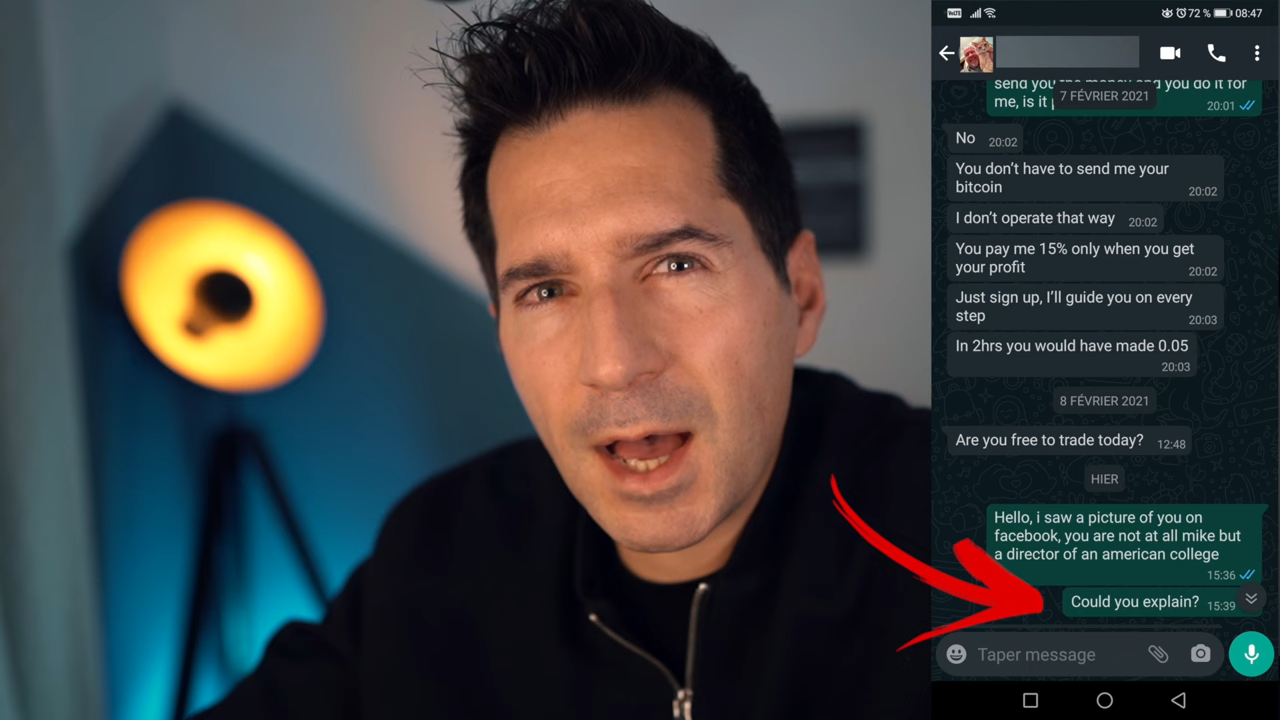 VoLTE
72 % 08:47
send you the money and you do it for
me, is it
20:01
7 FÉVRIER 2021
No 20:02
You don't have to send me your
bitcoin
20:02
I don't operate that way 20:02
You pay me 15% only when you get
your profit
20:02
Just sign up, I'll guide you on every
step
20:03
In 2hrs you would have made 0.05
20:03
8 FÉVRIER 2021
Are you free to trade today? 12:48
HIER
Hello, i saw a picture of you on
facebook, you are not at all mike but
a director of an american college
15:36
Could you explain? 15:39
Taper message